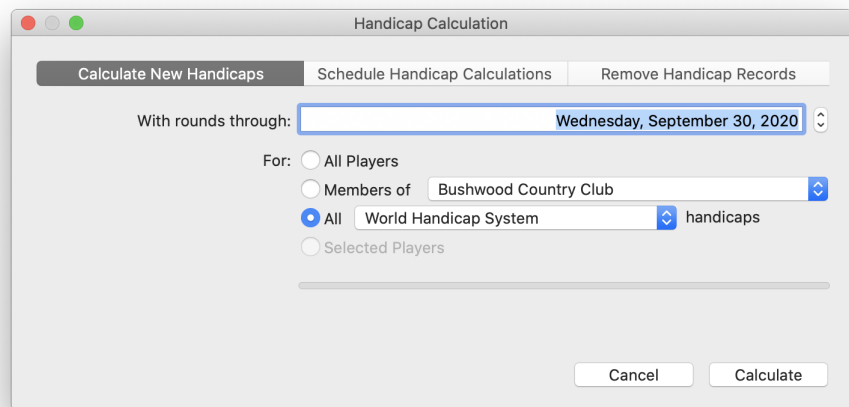 Handicap Calculation
Calculate New Handicaps Schedule Handicap Calculations Remove Handicap Records
With rounds through: Wednesday, September 30, 2020
For: All Players
Members of Bushwood Country Club
All World Handicap System handicaps
Selected Players
Cancel Calculate